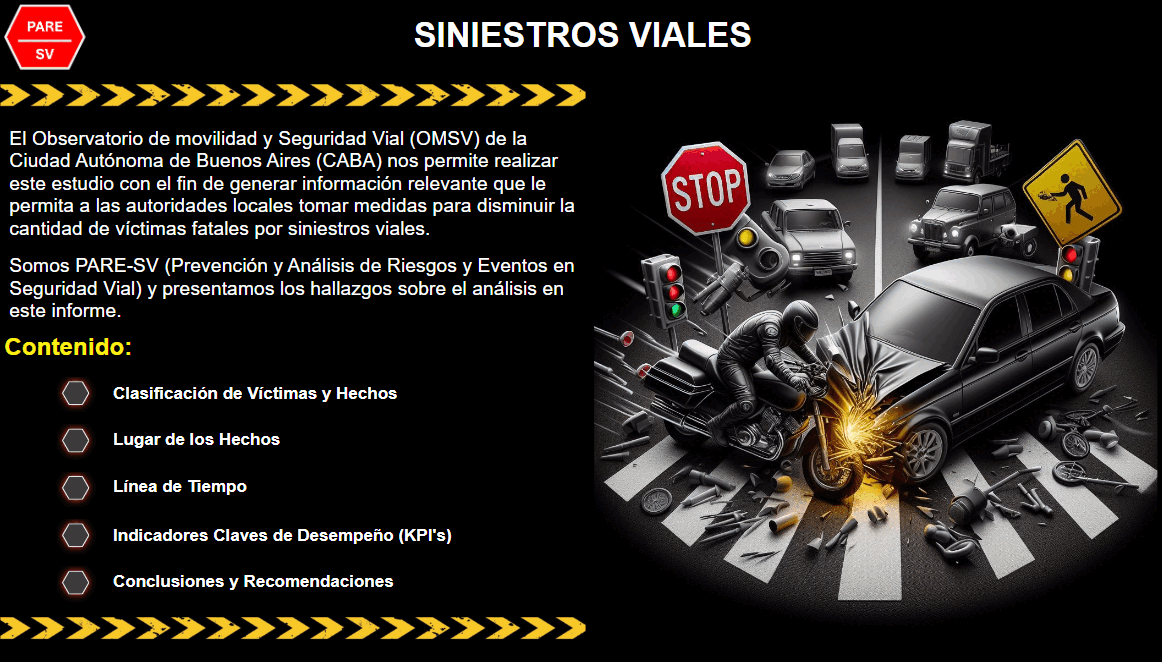 PARE
SV
SINIESTROS VIALES
El Observatorio de movilidad y Seguridad Vial (OMSV) de la
Ciudad Autónoma de Buenos Aires (CABA) nos permite realizar
este estudio con el fin de generar información relevante que le
permita a las autoridades locales tomar medidas para disminuir la
cantidad de víctimas fatales por siniestros viales.
Somos PARE-SV (Prevención y Análisis de Riesgos y Eventos en
Seguridad Vial) y presentamos los hallazgos sobre el análisis en
este informe.
Contenido:
Clasificación de Víctimas y Hechos
Lugar de los Hechos
Línea de Tiempo
Indicadores Claves de Desempeño (KPI's)
Conclusiones y Recomendaciones
STOP